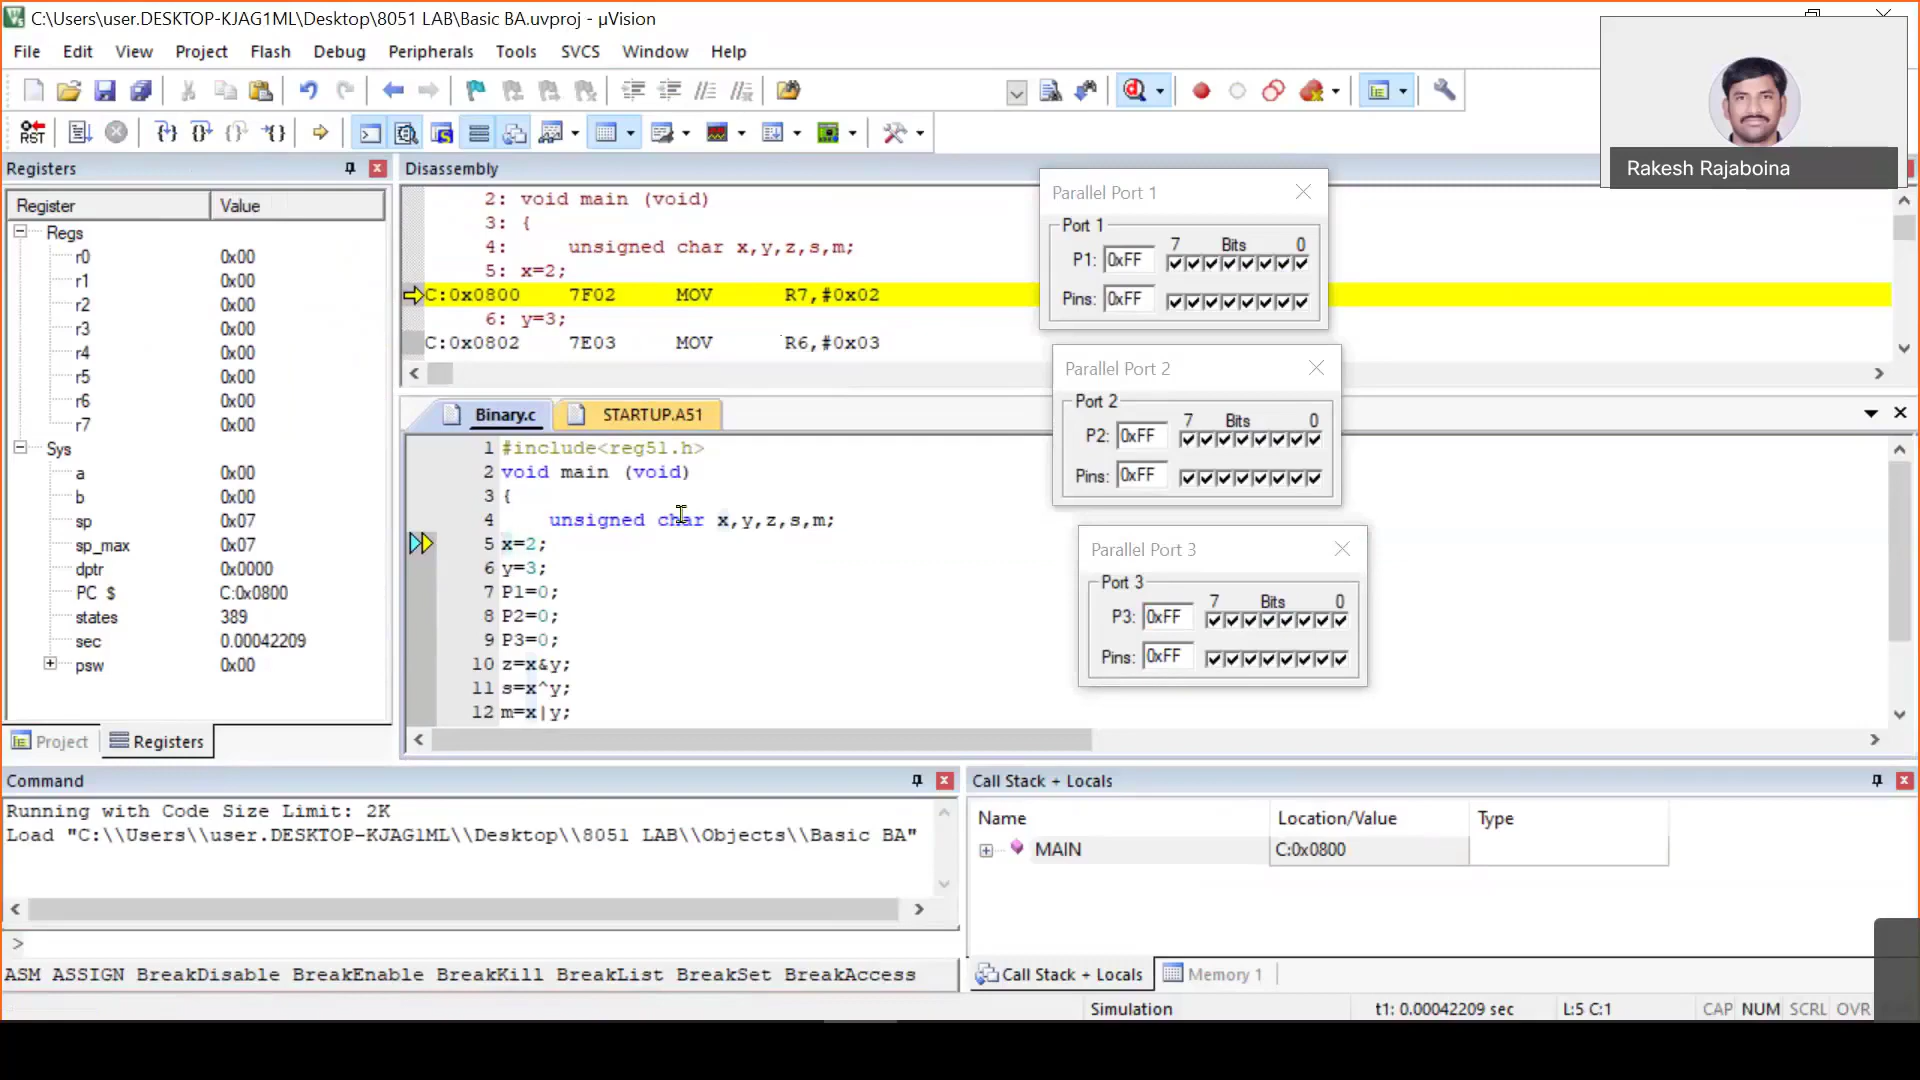 C:\Users\user.DESKTOP-KJAG1ML\Desktop\8051 LAB\Basic BA.uvproj - µVision
File Edit View Project Flash Debug Peripherals Tools SVCS Window Help
Rakesh Rajaboina
RST
Registers
Register Value
Regs
r0 0x00
r1 0x00
r2 0x00
r3 0x00
r4 0x00
r5 0x00
r6 0x00
r7 0x00
Sys
a 0x00
b 0x00
sp 0x07
sp_max 0x07
dptr 0x0000
PC $ C:0x0800
states 389
sec 0.00042209
psw 0x00
Project Registers
Disassembly
2: void main (void)
3: {
4: unsigned char x,y,z,s,m;
5: x=2;
C:0x0800 7F02 MOV R7,#0x02
6: y=3;
C:0x0802 7E03 MOV R6,#0x03
Parallel Port 1
Port 1
7 Bits 0
P1: 0xFF
Pins: 0xFF
Parallel Port 2
Port 2
7 Bits 0
P2: 0xFF
Pins: 0xFF
Parallel Port 3
Port 3
7 Bits 0
P3: 0xFF
Pins: 0xFF
Binary.c STARTUP.A51
1 #include<reg51.h>
2 void main (void)
3 {
4 unsigned char x,y,z,s,m;
5 x=2;
6 y=3;
7 P1=0;
8 P2=0;
9 P3=0;
10 z=x&y;
11 s=x^y;
12 m=x|y;
Command
Running with Code Size Limit: 2K
Load "C:\\Users\\user.DESKTOP-KJAG1ML\\Desktop\\8051 LAB\\Objects\\Basic BA"
>
ASM ASSIGN BreakDisable BreakEnable BreakKill BreakList BreakSet BreakAccess
Call Stack + Locals
Name Location/Value Type
MAIN C:0x0800
Call Stack + Locals Memory 1
Simulation t1: 0.00042209 sec L:5 C:1 CAP NUM SCRL OVR